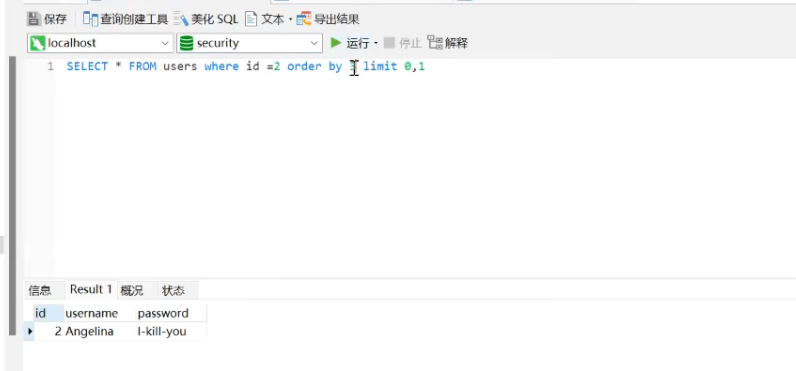 保存 查询创建工具 美化 SQL 文本 · 导出结果
localhost security 运行 · 停止 解释
1 SELECT * FROM users where id =2 order by 3 limit 0,1
信息 Result 1 概况 状态
id username password
2 Angelina I-kill-you